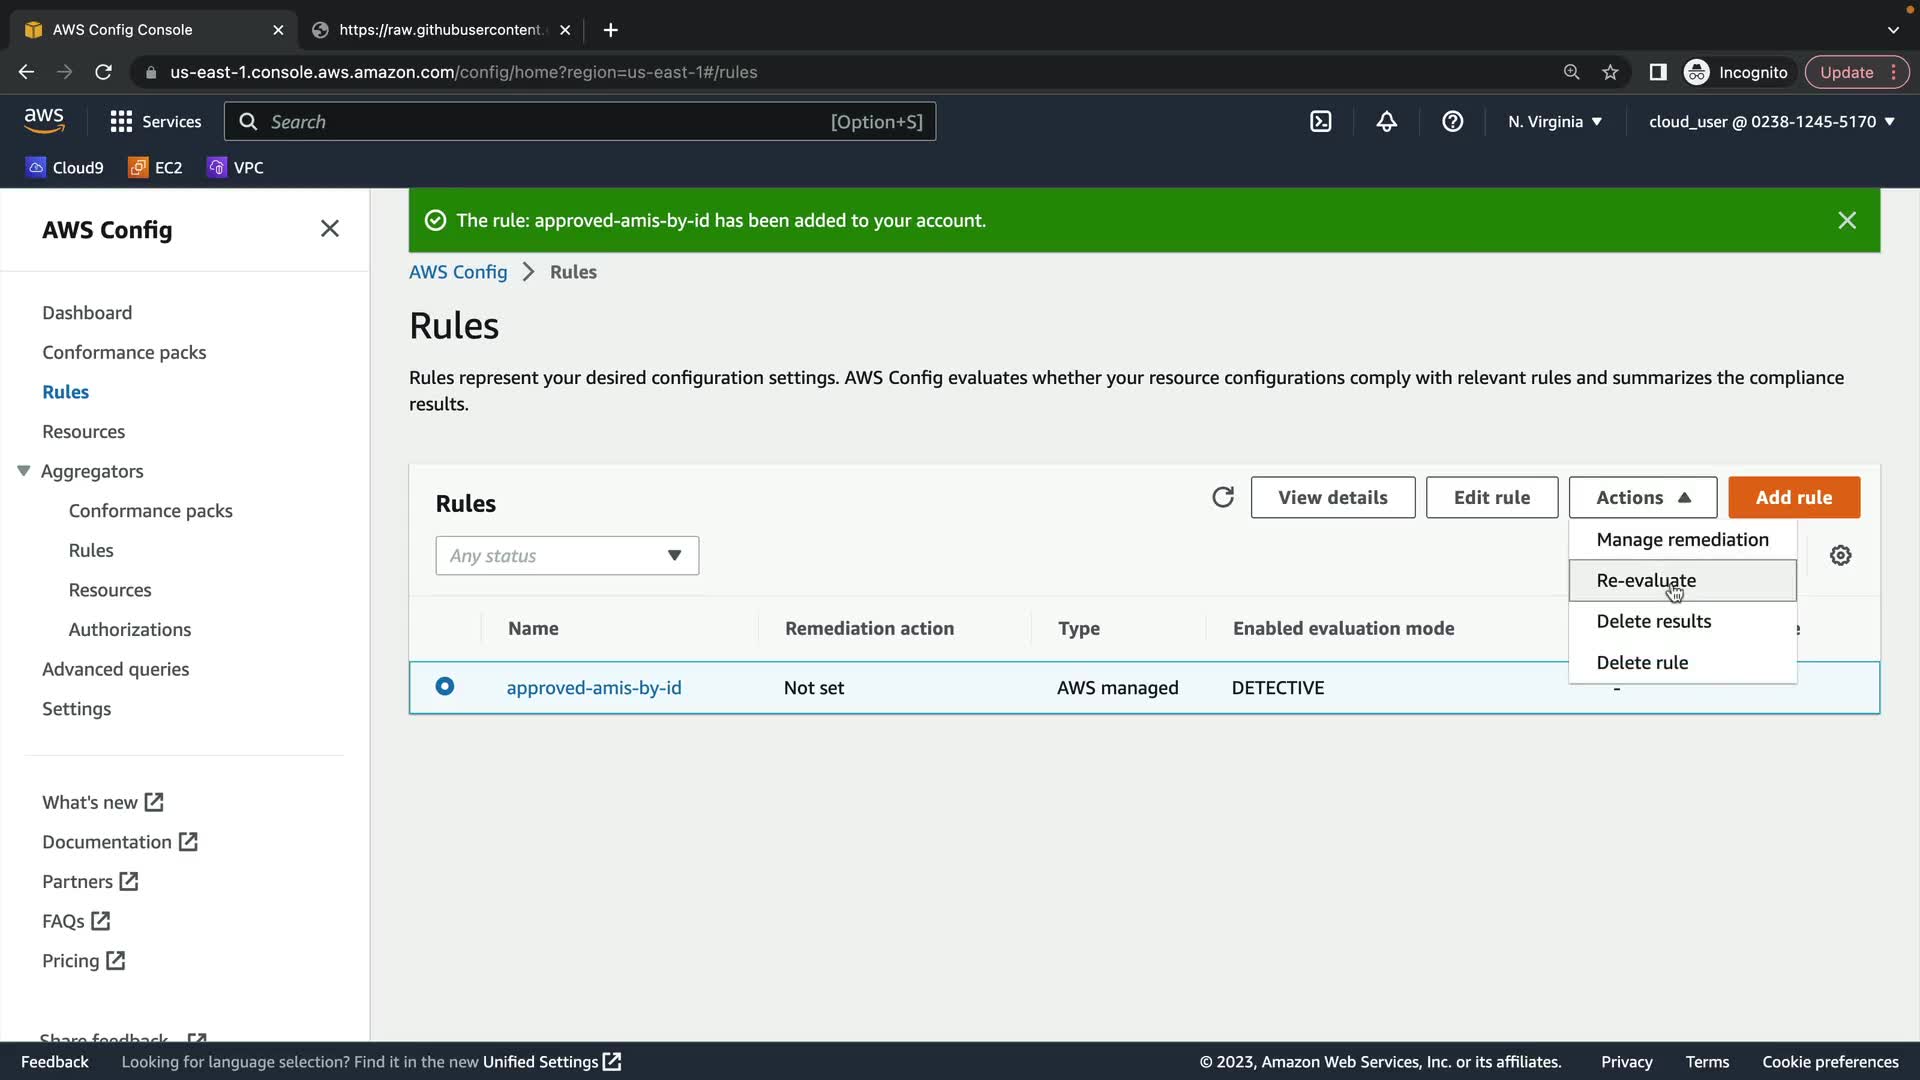 AWS Config Console
https://raw.githubusercontent.
us-east-1.console.aws.amazon.com/config/home?region=us-east-1#/rules
Incognito
Update
aws
Services
Search
[Option+S]
N. Virginia
cloud_user @ 0238-1245-5170
Cloud9
EC2
VPC
AWS Config
The rule: approved-amis-by-id has been added to your account.
AWS Config
Rules
Dashboard
Conformance packs
Rules
Resources
Aggregators
Conformance packs
Rules
Resources
Authorizations
Advanced queries
Settings
What's new
Documentation
Partners
FAQs
Pricing
Share feedback
Rules
Rules represent your desired configuration settings. AWS Config evaluates whether your resource configurations comply with relevant rules and summarizes the compliance
results.
Rules
View details
Edit rule
Actions
Add rule
Any status
Manage remediation
Re-evaluate
Delete results
Delete rule
Name
Remediation action
Type
Enabled evaluation mode
approved-amis-by-id
Not set
AWS managed
DETECTIVE
-
Feedback
Looking for language selection? Find it in the new Unified Settings
© 2023, Amazon Web Services, Inc. or its affiliates.
Privacy
Terms
Cookie preferences